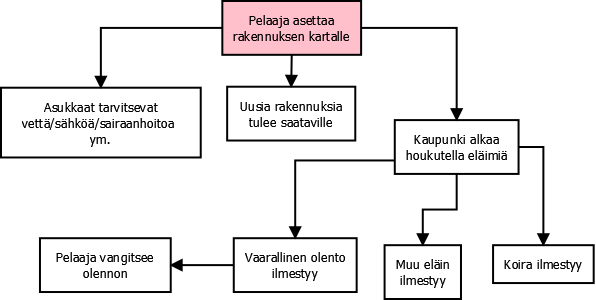 Pelaaja asettaa
rakennuksen kartalle
Asukkaat tarvitsevat
vettä/sähköä/sairaanhoitoa
ym.
Uusia rakennuksia
tulee saataville
Kaupunki alkaa
houkutella eläimiä
Pelaaja vangitsee
olennon
Vaarallinen olento
ilmestyy
Muu eläin
ilmestyy
Koira ilmestyy